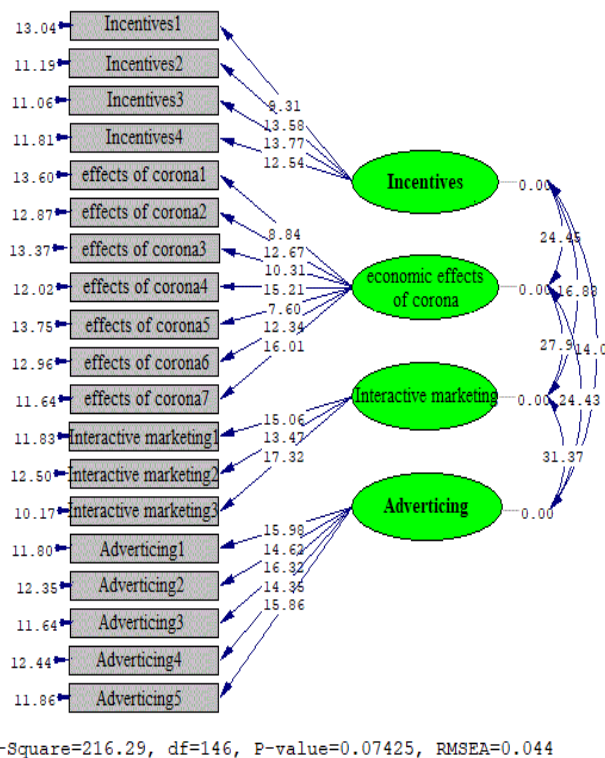 13.04 Incentives1
11.19 Incentives2
11.06 Incentives3
11.81 Incentives4
13.60 effects of corona1
12.87 effects of corona2
13.37 effects of corona3
12.02 effects of corona4
13.75 effects of corona5
12.96 effects of corona6
11.64 effects of corona7
11.83 Interactive marketing1
12.50 Interactive marketing2
10.17 Interactive marketing3
11.80 Adverticing1
12.35 Adverticing2
11.64 Adverticing3
12.44 Adverticing4
11.86 Adverticing5
9.31
13.58
13.77
12.54
8.84
12.67
10.31
15.21
7.60
12.34
16.01
15.06
13.47
17.32
15.98
14.62
16.32
14.35
15.86
Incentives
economic effects
of corona
Interactive marketing
Adverticing
0.00
0.00
0.00
0.00
24.45
16.88
14.0
27.9
24.43
31.37
-Square=216.29, df=146, P-value=0.07425, RMSEA=0.044